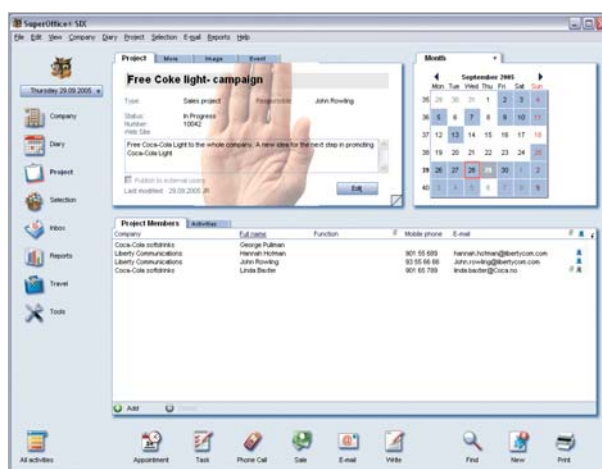 SuperOffice® SIX
File Edit View Company Diary Project Selection E-mail Reports Help
Thursday 29.09.2005
Company
Diary
Project
Selection
Inbox
Reports
Travel
Tools
Project More Image Event
Free Coke light- campaign
Type: Sales project Responsible John Rowling
Status: In Progress
Number: 10042
Web Site:
Free Coca-Cola Light to the whole company. A new idea for the next step in promoting
Coca-Cola Light
Publish to external users
Last modified: 29.09.2005 JR
Edit
Month
September 2005
Mon Tue Wed Thu Fri Sat Sun
35 29 30 31 1 2 3 4
36 5 6 7 8 9 10 11
37 12 13 14 15 16 17 18
38 19 20 21 22 23 24 25
39 26 27 28 29 30 1 2
40 3 4 5 6 7 8 9
Project Members Activities
Company Full name Function Mobile phone E-mail
Coca-Cola softdrinks George Pullman
Liberty Communications Hannah Hofman 901 55 689 hannah.hofman@libertycom.com
Liberty Communications John Rowling 93 55 66 66 John.rowling@libertycom.com
Coca-Cola softdrinks Linda Baxter 901 65 789 linda.baxter@Coca.no
Add
All activities Appointment Task Phone Call Sale E-mail Write Find New Print